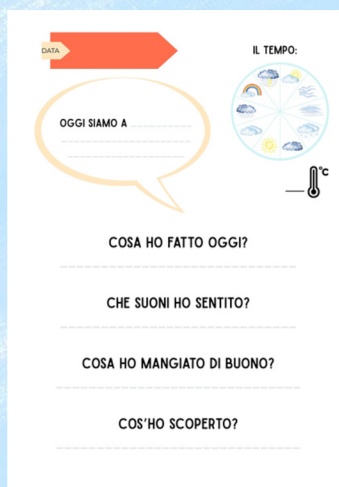 DATA
IL TEMPO:
OGGI SIAMO A
°C
COSA HO FATTO OGGI?
CHE SUONI HO SENTITO?
COSA HO MANGIATO DI BUONO?
COS'HO SCOPERTO?